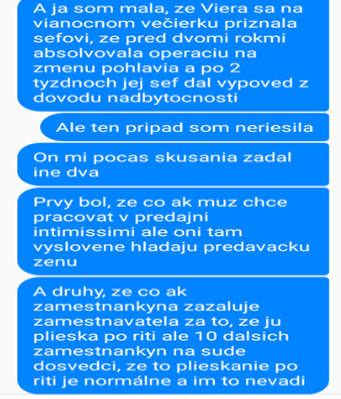 A ja som mala, ze Viera sa na
vianocnom večierku priznala
sefovi, ze pred dvomi rokmi
absolvovala operaciu na
zmenu pohlavia a po 2
tyzdnoch jej sef dal vypoved z
dovodu nadbytocnosti
Ale ten pripad som neriesila
On mi pocas skusania zadal
ine dva
Prvy bol, ze co ak muz chce
pracovat v predajni
intimissimi ale oni tam
vyslovene hladaju predavacku
zenu
A druhy, ze co ak
zamestnankyna zazaluje
zamestnavatela za to, ze ju
plieska po riti ale 10 dalsich
zamestnankyn na sude
dosvedci, ze to plieskanie po
riti je normálne a im to nevadi